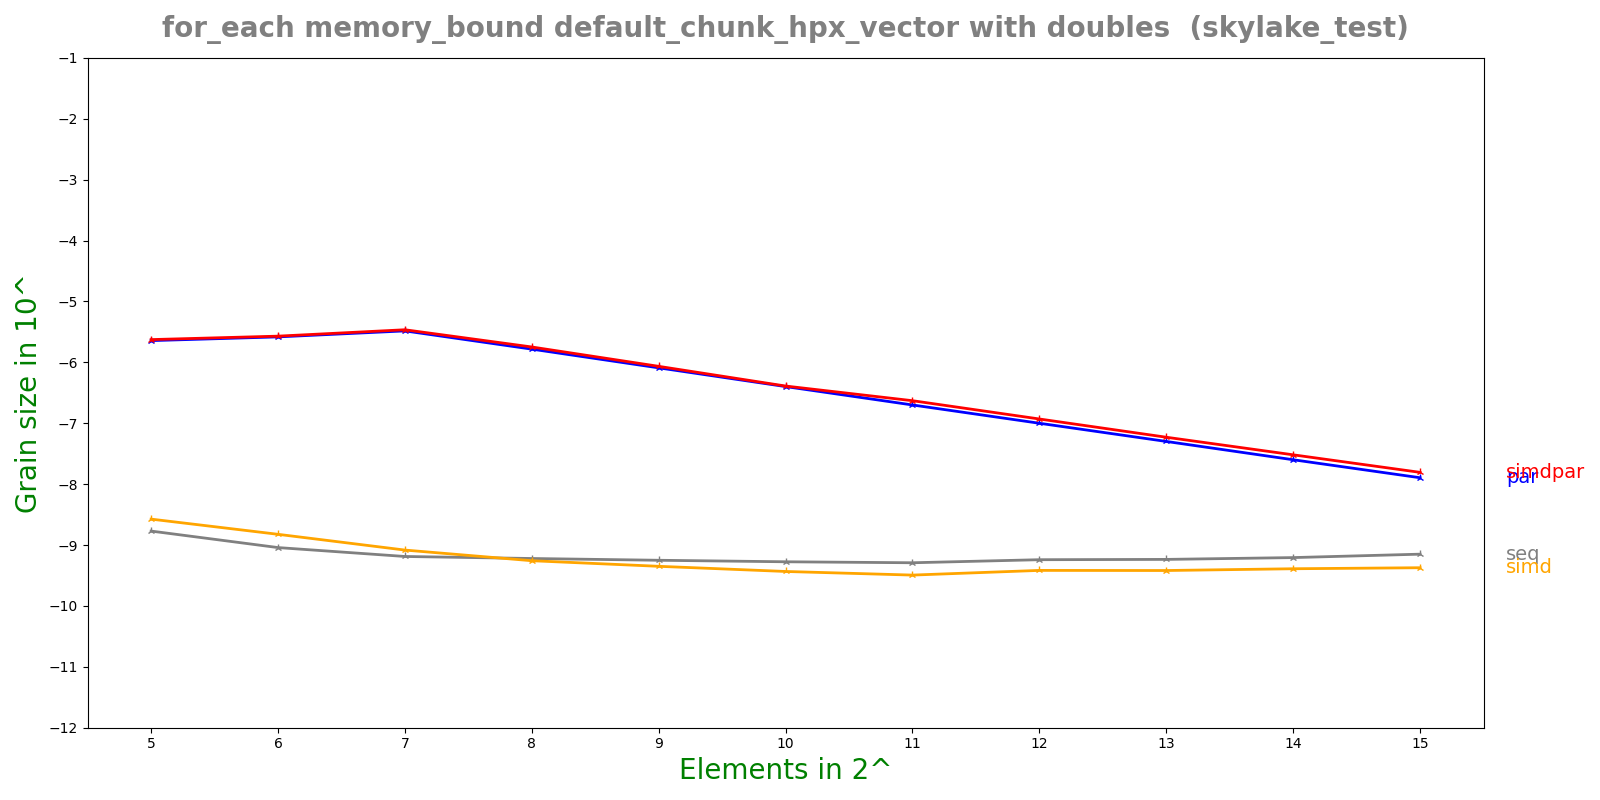 for_each memory_bound default_chunk_hpx_vector with doubles  (skylake_test)
Grain size in 10^
−1
−2
−3
−4
−5
−6
−7
−8
−9
−10
−11
−12
simdpar
par
seq
simd
5 6 7 8 9 10 11 12 13 14 15
Elements in 2^